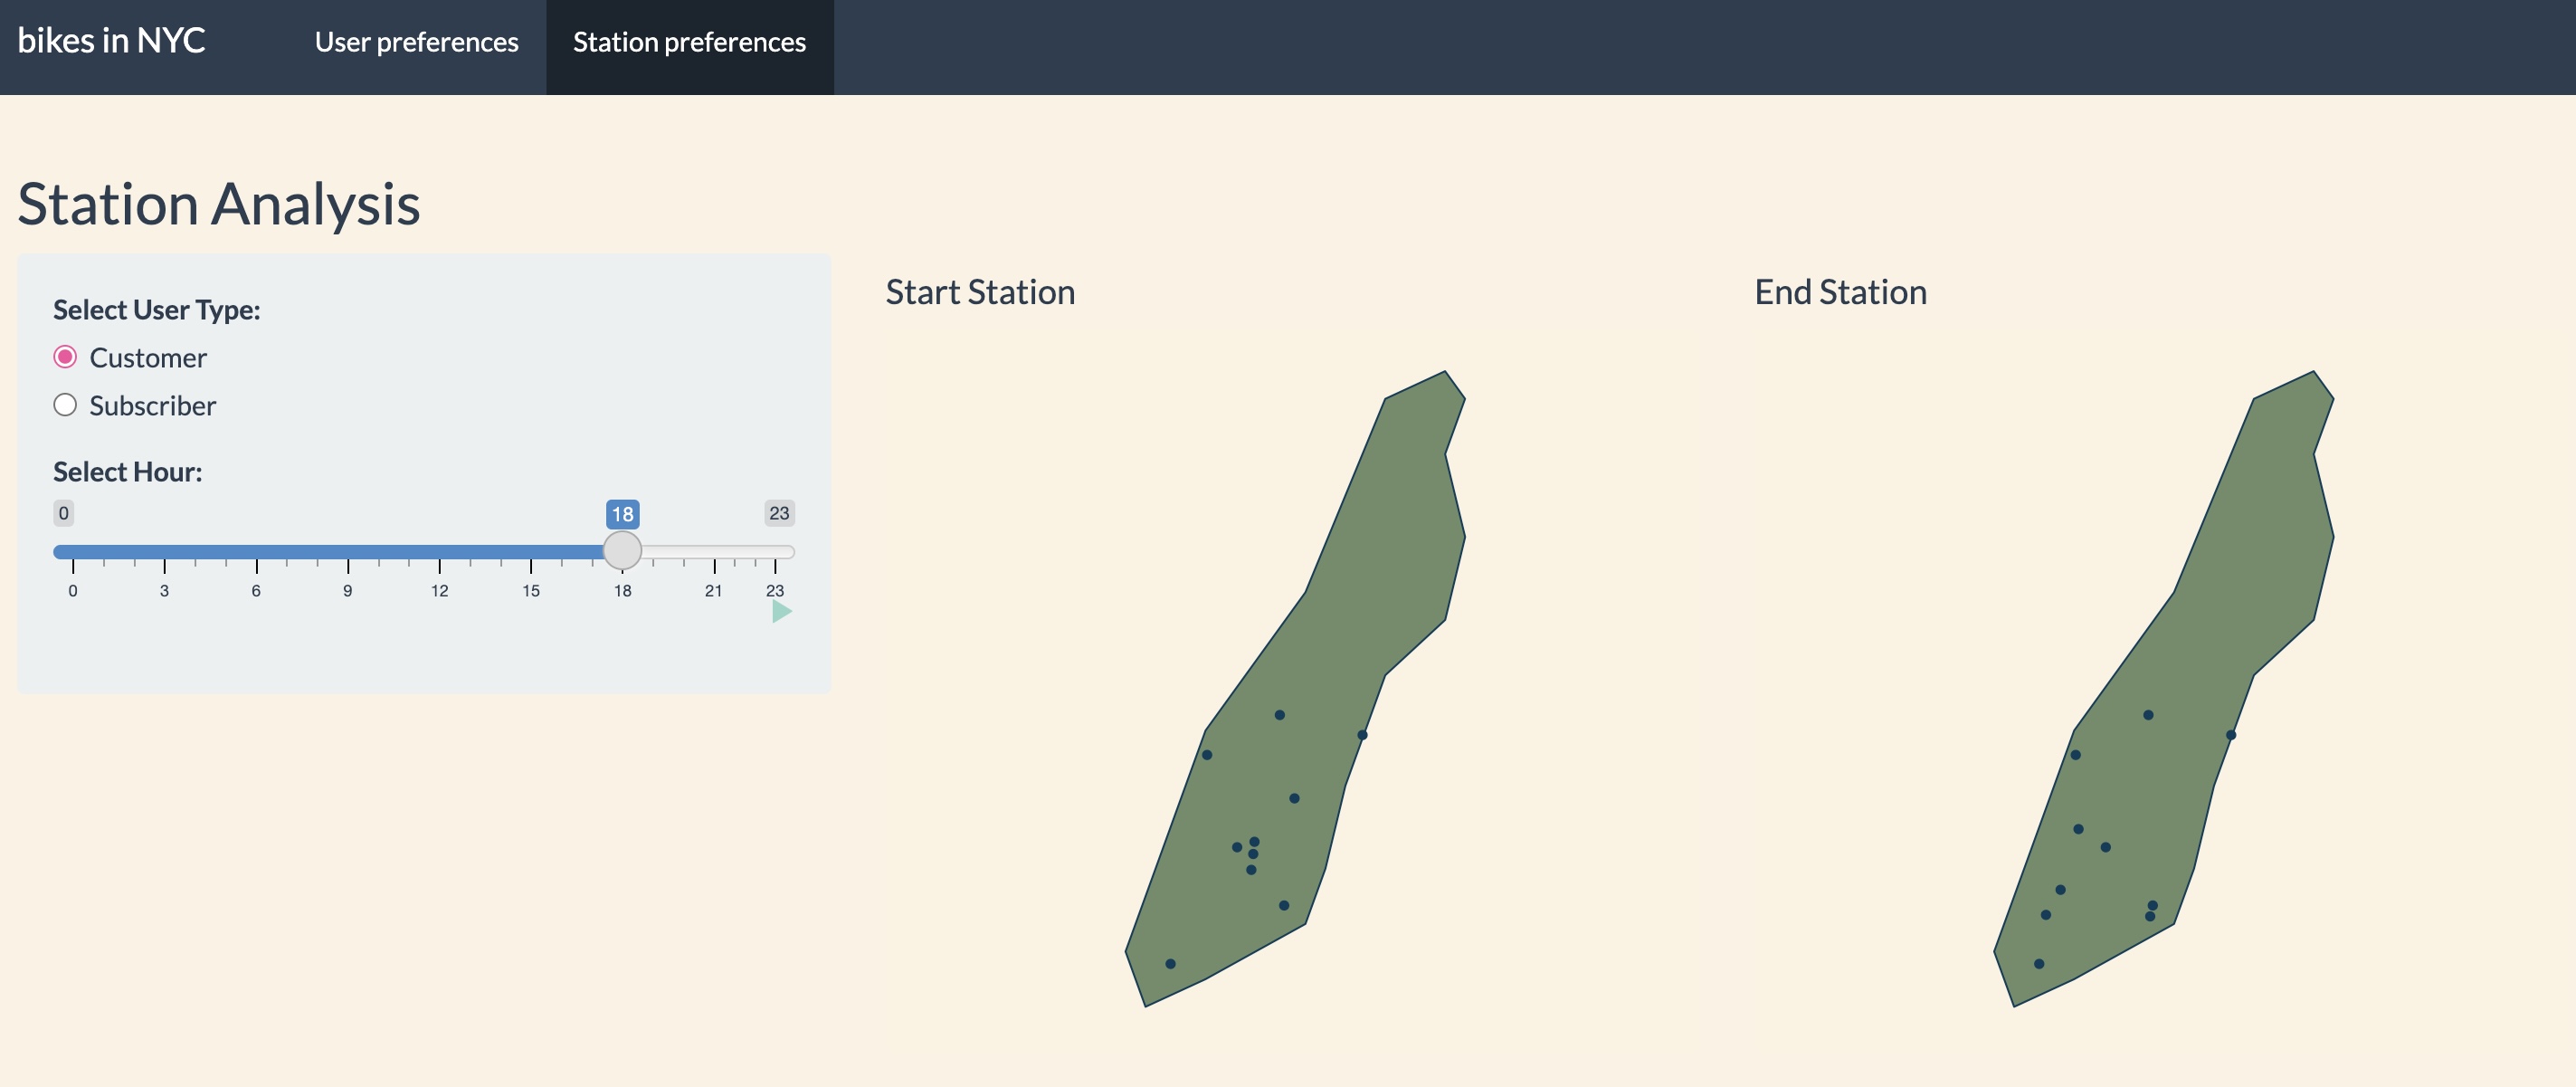 bikes in NYC
User preferences
Station preferences
Station Analysis
Select User Type:
Customer
Subscriber
Select Hour:
0 18 23
0 3 6 9 12 15 18 21 23
Start Station
End Station